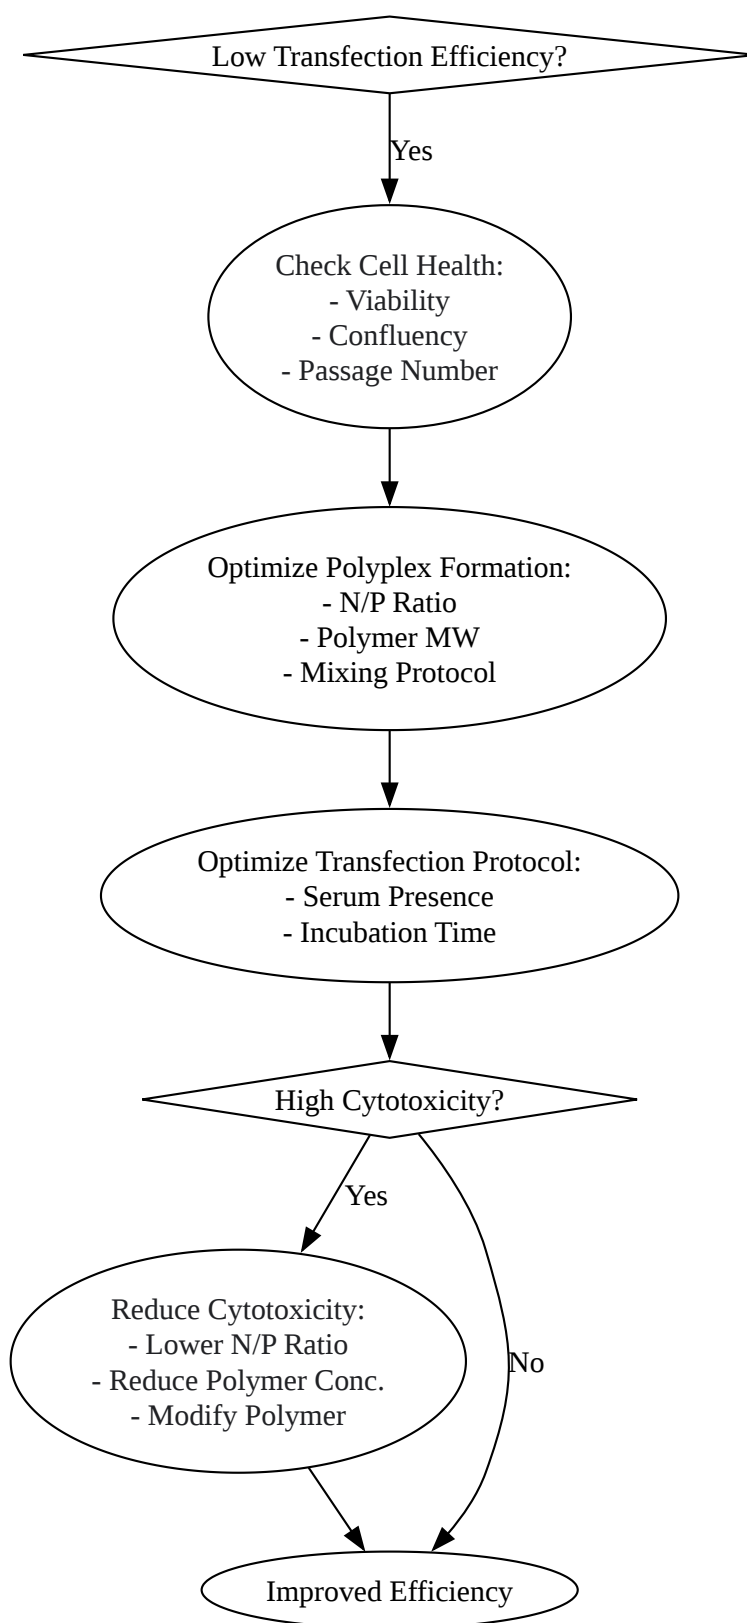 Low Transfection Efficiency?
Yes
Check Cell Health:
- Viability
- Confluency
- Passage Number
Optimize Polyplex Formation:
- N/P Ratio
- Polymer MW
- Mixing Protocol
Optimize Transfection Protocol:
- Serum Presence
- Incubation Time
High Cytotoxicity?
Yes
Reduce Cytotoxicity:
- Lower N/P Ratio
- Reduce Polymer Conc.
- Modify Polymer
No
Improved Efficiency